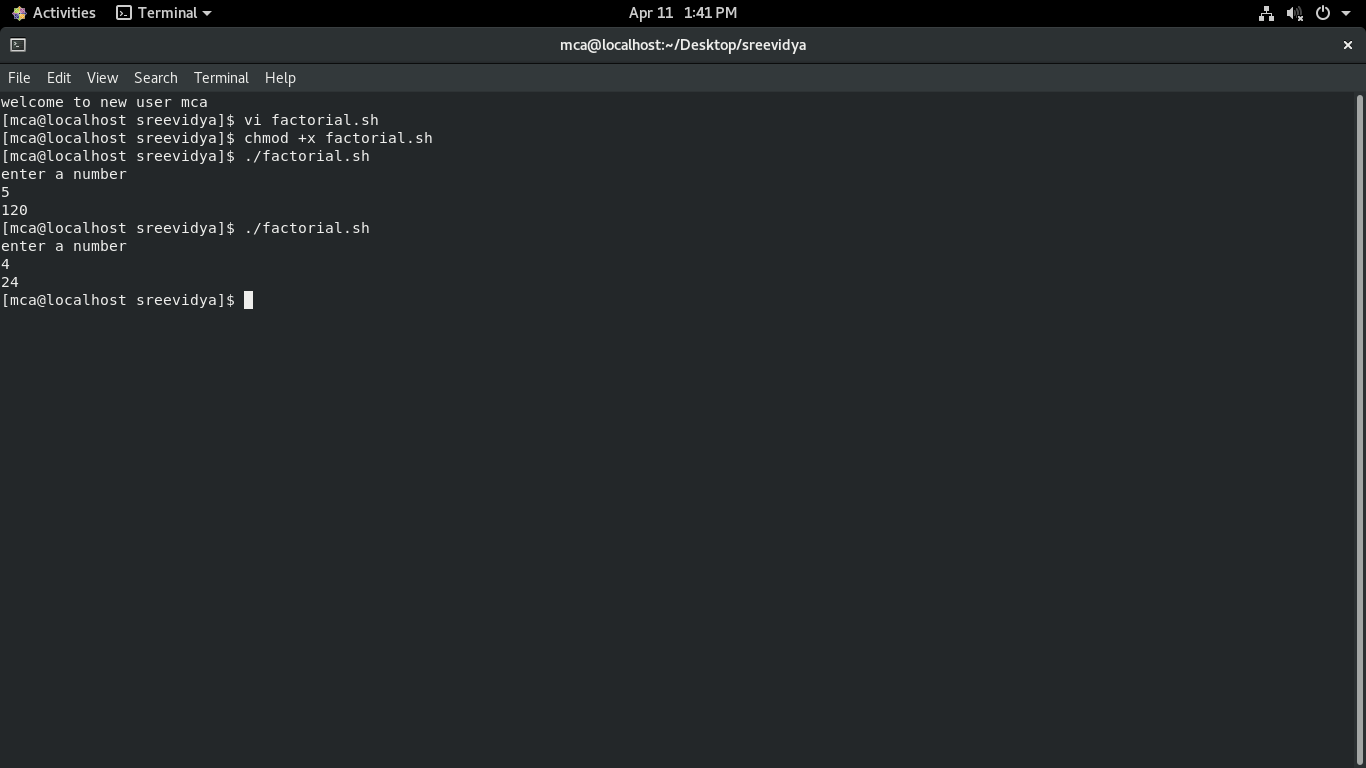 Activities Terminal Apr 11 1:41 PM
mca@localhost:~/Desktop/sreevidya
File Edit View Search Terminal Help
welcome to new user mca
[mca@localhost sreevidya]$ vi factorial.sh
[mca@localhost sreevidya]$ chmod +x factorial.sh
[mca@localhost sreevidya]$ ./factorial.sh
enter a number
5
120
[mca@localhost sreevidya]$ ./factorial.sh
enter a number
4
24
[mca@localhost sreevidya]$